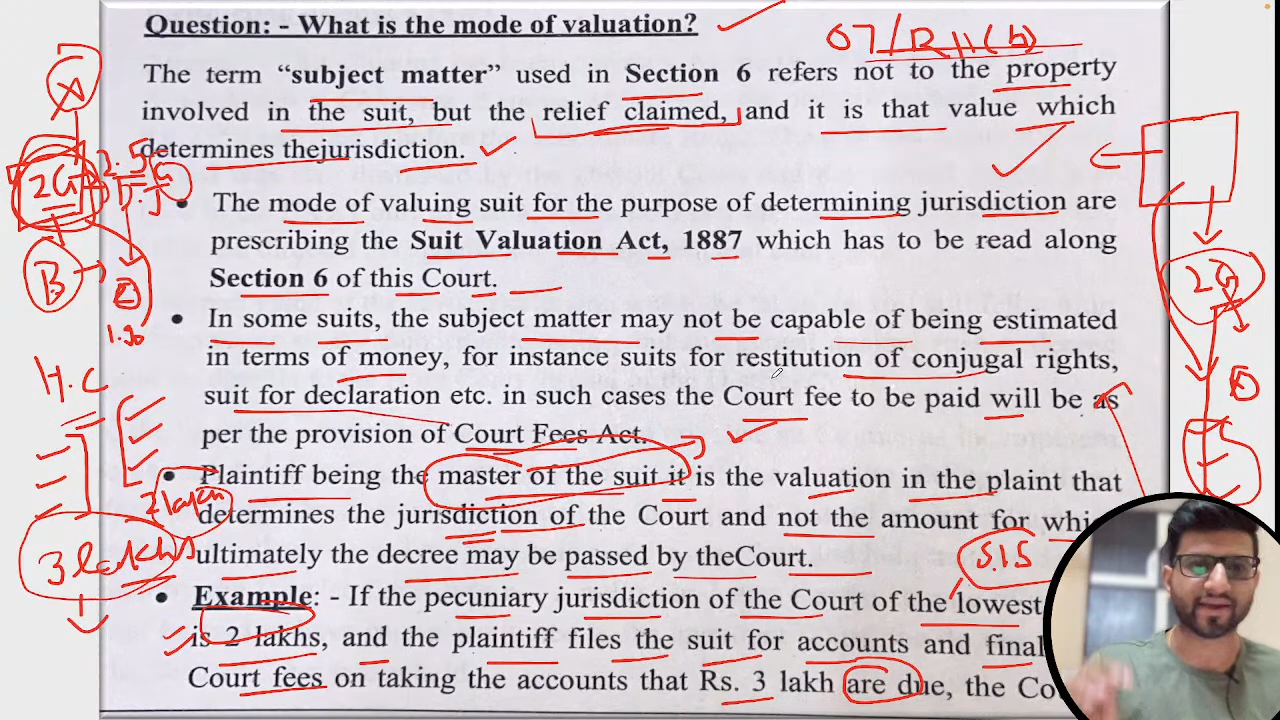 Question: - What is the mode of valuation?
O7/R11(b)
The term “subject matter” used in Section 6 refers not to the property
involved in the suit, but the relief claimed, and it is that value which
determines thejurisdiction.
• The mode of valuing suit for the purpose of determining jurisdiction are
prescribing the Suit Valuation Act, 1887 which has to be read along
Section 6 of this Court.
• In some suits, the subject matter may not be capable of being estimated
in terms of money, for instance suits for restitution of conjugal rights,
suit for declaration etc. in such cases the Court fee to be paid will be as
per the provision of Court Fees Act.
• Plaintiff being the master of the suit it is the valuation in the plaint that
determines the jurisdiction of the Court and not the amount for which
ultimately the decree may be passed by theCourt.
• Example: - If the pecuniary jurisdiction of the Court of the lowest
is 2 lakhs, and the plaintiff files the suit for accounts and final
Court fees on taking the accounts that Rs. 3 lakh are due, the Co
A
B
H.C
2 lakh
3 lakhs
S.15